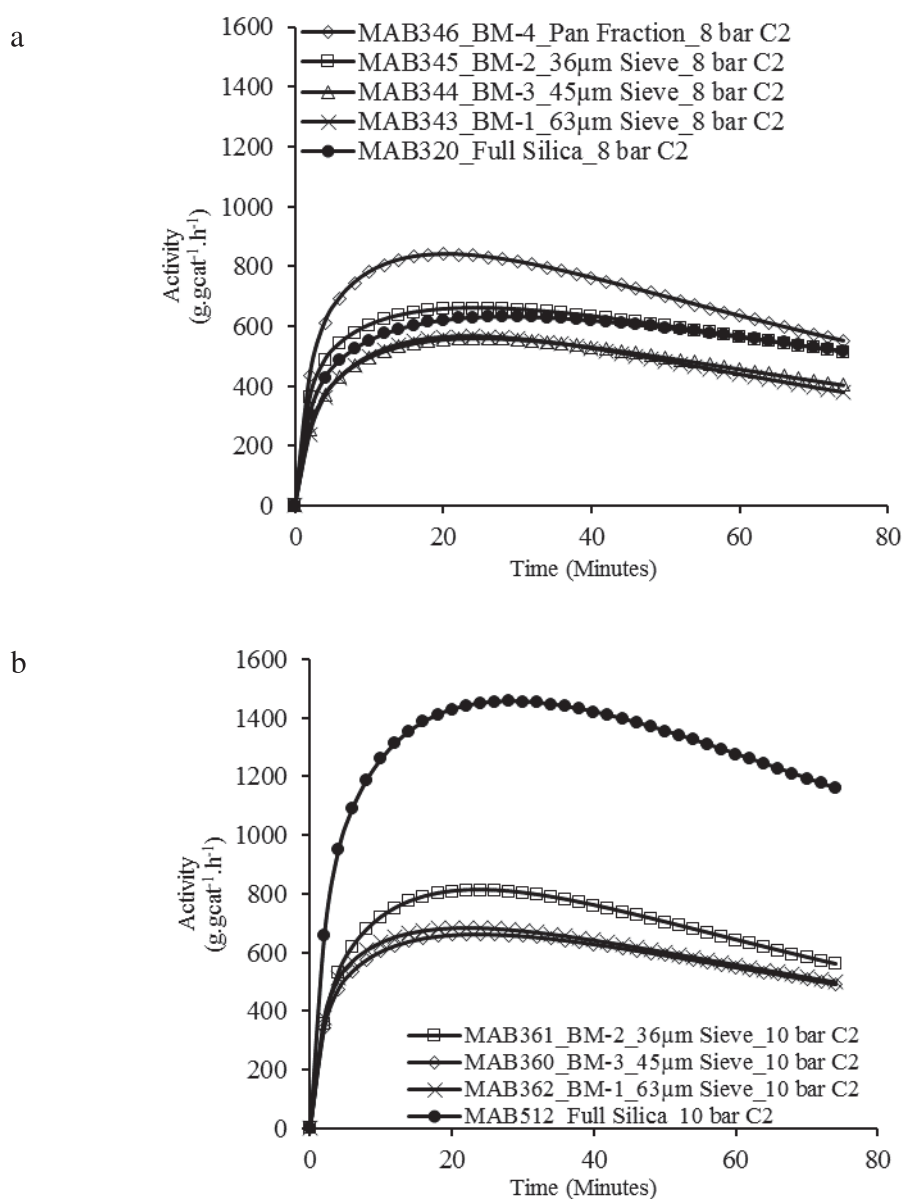 a
1600
1400
1200
1000
800
600
400
200
0
Activity
(g.gcat-1.h-1)
MAB346_BM-4_Pan Fraction_8 bar C2
MAB345_BM-2_36µm Sieve_8 bar C2
MAB344_BM-3_45µm Sieve_8 bar C2
MAB343_BM-1_63µm Sieve_8 bar C2
MAB320_Full Silica_8 bar C2
0 20 40 60 80
Time (Minutes)
b
1600
1400
1200
1000
800
600
400
200
0
Activity
(g.gcat-1.h-1)
MAB361_BM-2_36µm Sieve_10 bar C2
MAB360_BM-3_45µm Sieve_10 bar C2
MAB362_BM-1_63µm Sieve_10 bar C2
MAB512_Full Silica_10 bar C2
0 20 40 60 80
Time (Minutes)